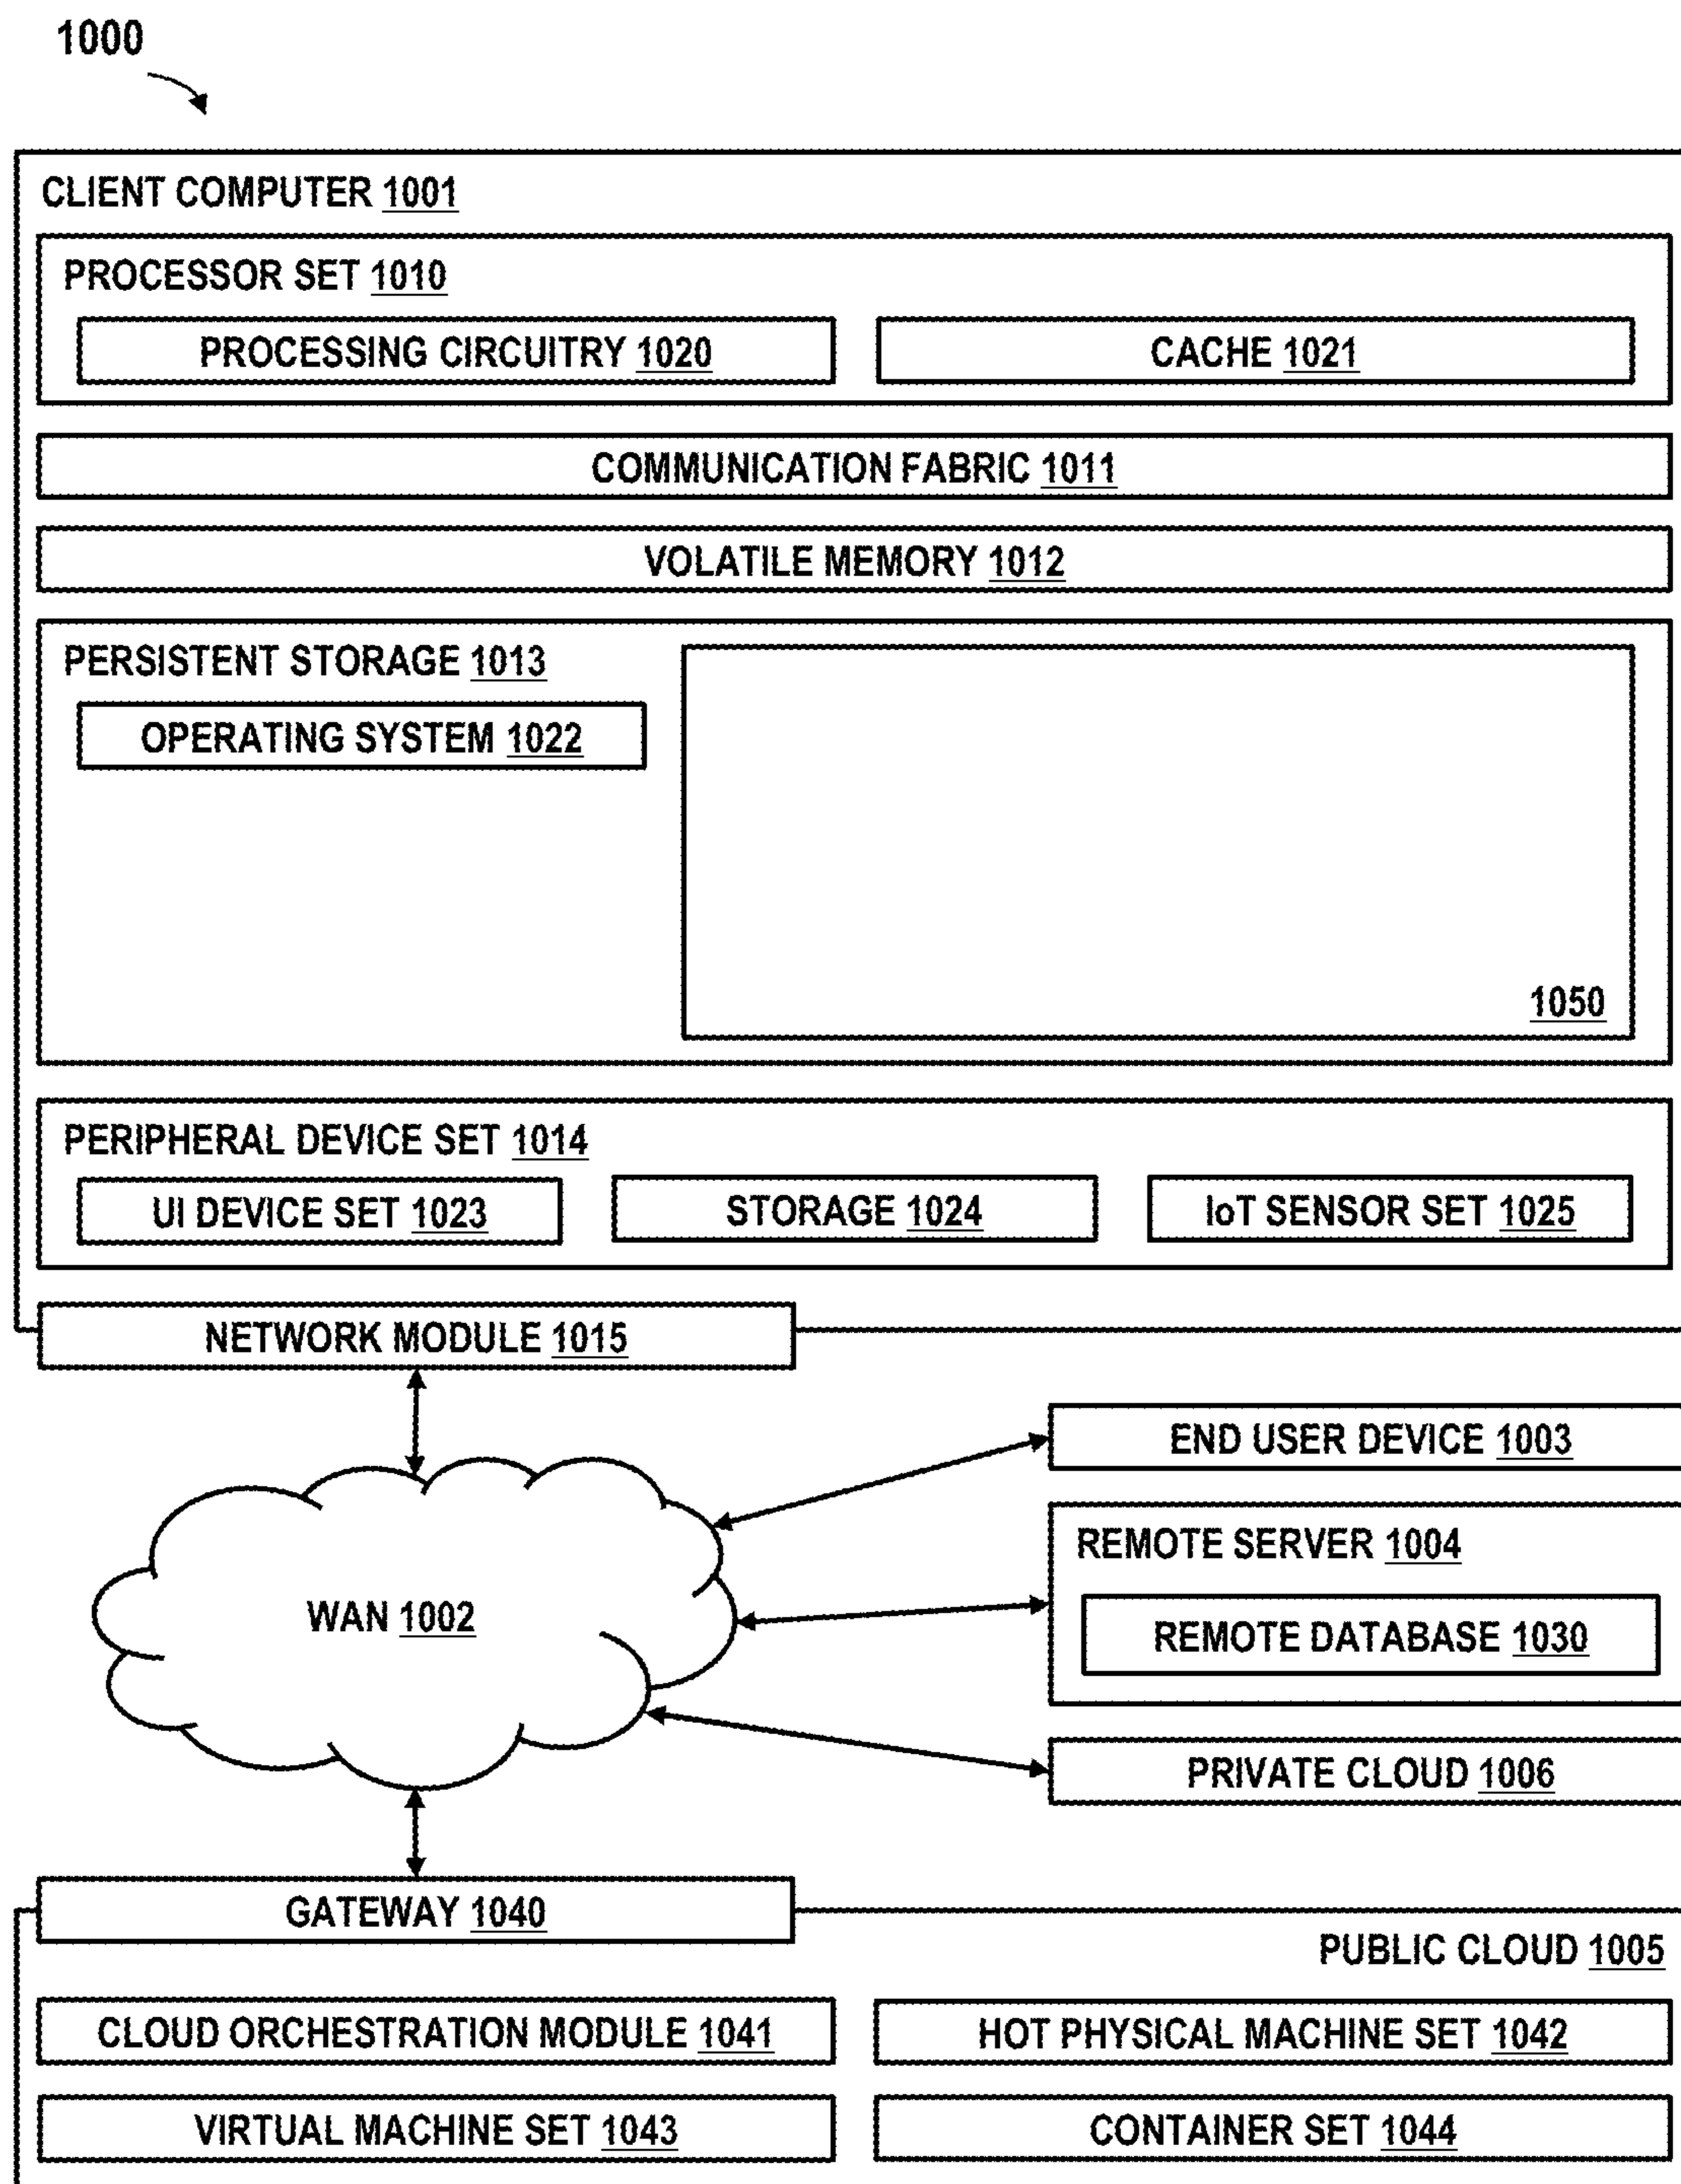 1000
CLIENT COMPUTER 1001
PROCESSOR SET 1010
PROCESSING CIRCUITRY 1020
CACHE 1021
COMMUNICATION FABRIC 1011
VOLATILE MEMORY 1012
PERSISTENT STORAGE 1013
OPERATING SYSTEM 1022
1050
PERIPHERAL DEVICE SET 1014
UI DEVICE SET 1023
STORAGE 1024
IoT SENSOR SET 1025
NETWORK MODULE 1015
END USER DEVICE 1003
REMOTE SERVER 1004
WAN 1002
REMOTE DATABASE 1030
PRIVATE CLOUD 1006
GATEWAY 1040
PUBLIC CLOUD 1005
CLOUD ORCHESTRATION MODULE 1041
HOT PHYSICAL MACHINE SET 1042
VIRTUAL MACHINE SET 1043
CONTAINER SET 1044